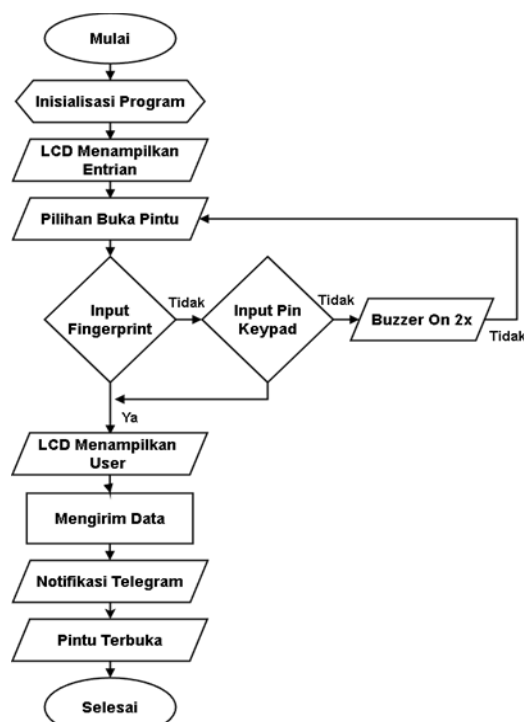 Mulai
Inisialisasi Program
LCD Menampilkan
Entrian
Pilihan Buka Pintu
Input
Fingerprint
Tidak
Input Pin
Keypad
Tidak
Buzzer On 2x
Tidak
Ya
LCD Menampilkan
User
Mengirim Data
Notifikasi Telegram
Pintu Terbuka
Selesai